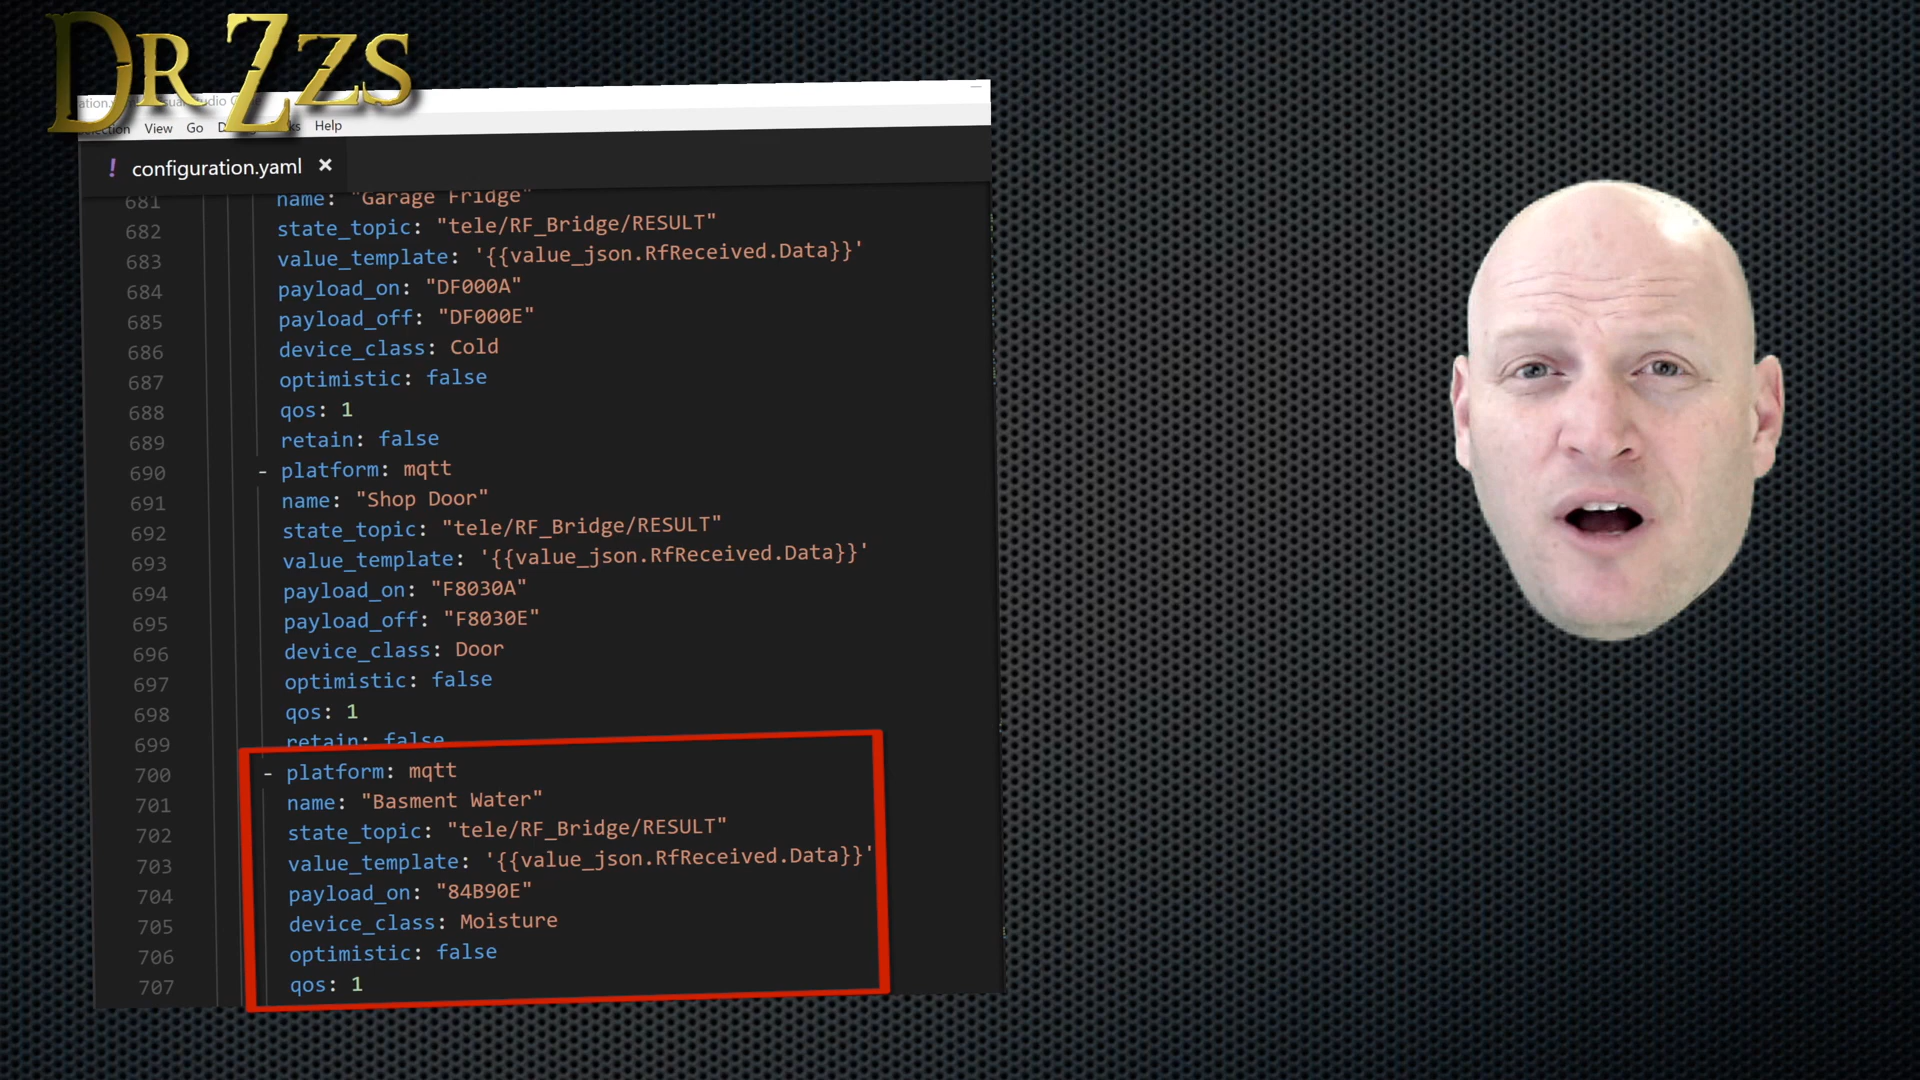 DrZzs
View Go Help
! configuration.yaml ×
681 name: "Garage Fridge"
682 state_topic: "tele/RF_Bridge/RESULT"
683 value_template: '{{value_json.RfReceived.Data}}'
684 payload_on: "DF000A"
685 payload_off: "DF000E"
686 device_class: Cold
687 optimistic: false
688 qos: 1
689 retain: false
690 - platform: mqtt
691 name: "Shop Door"
692 state_topic: "tele/RF_Bridge/RESULT"
693 value_template: '{{value_json.RfReceived.Data}}'
694 payload_on: "F8030A"
695 payload_off: "F8030E"
696 device_class: Door
697 optimistic: false
698 qos: 1
699 retain: false
700 - platform: mqtt
701 name: "Basment Water"
702 state_topic: "tele/RF_Bridge/RESULT"
703 value_template: '{{value_json.RfReceived.Data}}'
704 payload_on: "84B90E"
705 device_class: Moisture
706 optimistic: false
707 qos: 1